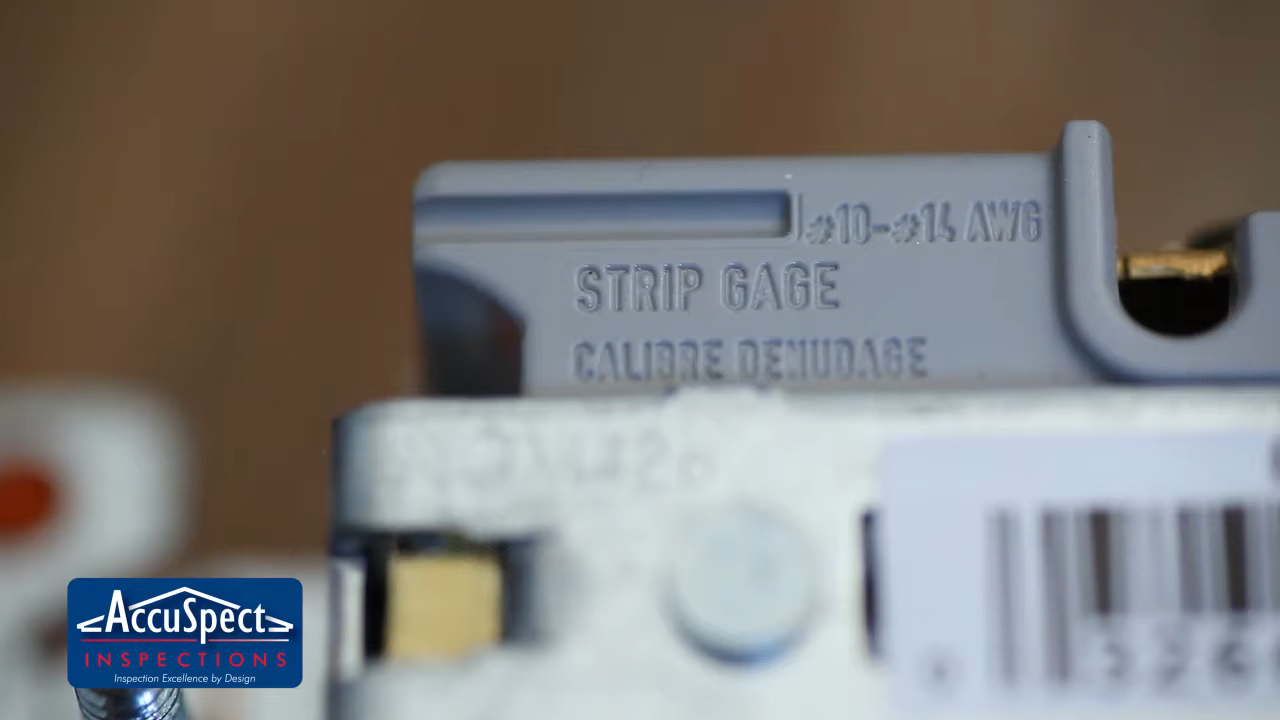 #10-#14 AWG
STRIP GAGE
CALIBRE DENUDAGE
ACCUSPECT
INSPECTIONS
Inspection Excellence by Design